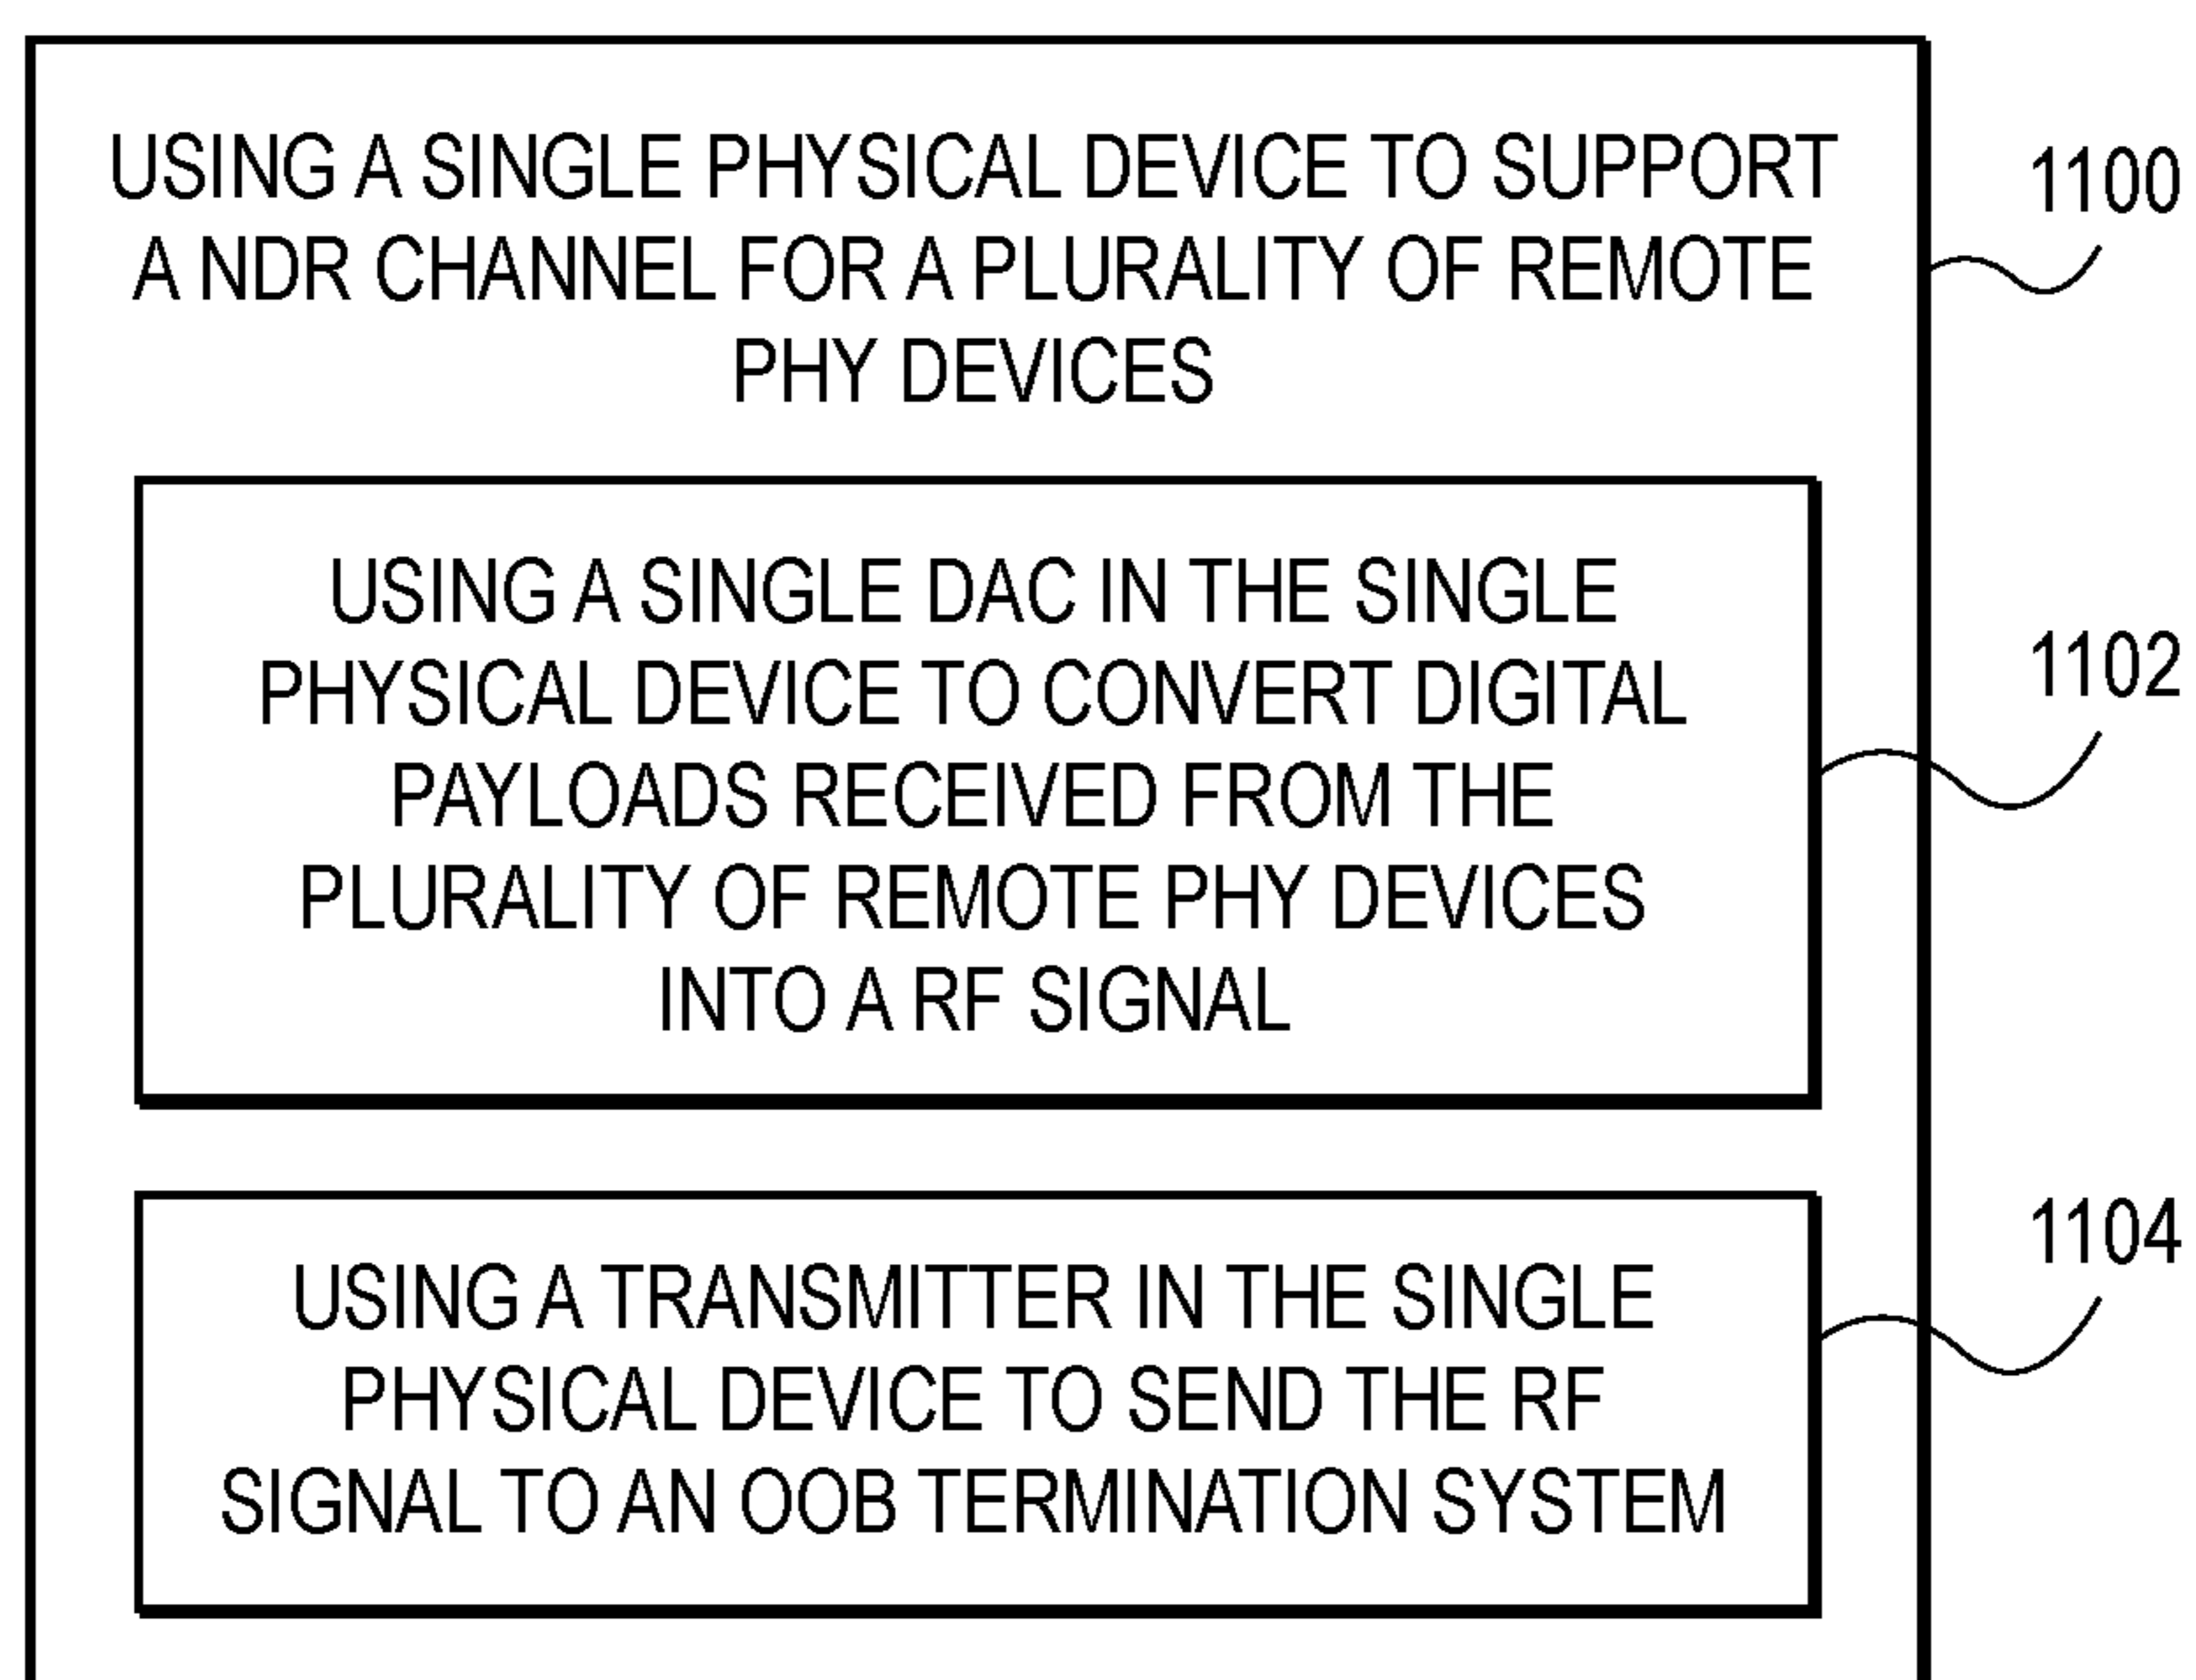 USING A SINGLE PHYSICAL DEVICE TO SUPPORT
A NDR CHANNEL FOR A PLURALITY OF REMOTE
PHY DEVICES
1100
USING A SINGLE DAC IN THE SINGLE
PHYSICAL DEVICE TO CONVERT DIGITAL
PAYLOADS RECEIVED FROM THE
PLURALITY OF REMOTE PHY DEVICES
INTO A RF SIGNAL
1102
USING A TRANSMITTER IN THE SINGLE
PHYSICAL DEVICE TO SEND THE RF
SIGNAL TO AN OOB TERMINATION SYSTEM
1104